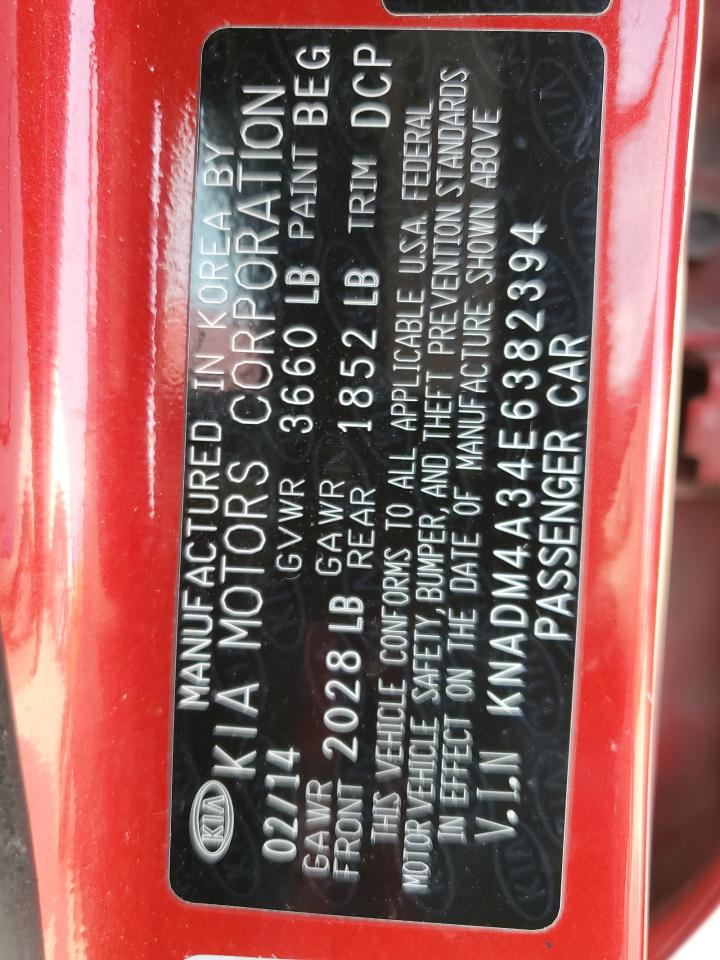 MANUFACTURED IN KOREA BY
KIA KIA MOTORS CORPORATION
02/14 GVWR 3660 LB PAINT BEG
GAWR GAWR
FRONT 2028 LB REAR 1852 LB TRIM DCP
THIS VEHICLE CONFORMS TO ALL APPLICABLE U.S.A. FEDERAL
MOTOR VEHICLE SAFETY, BUMPER, AND THEFT PREVENTION STANDARDS
IN EFFECT ON THE DATE OF MANUFACTURE SHOWN ABOVE
V.I.N KNADM4A34E6382394
PASSENGER CAR